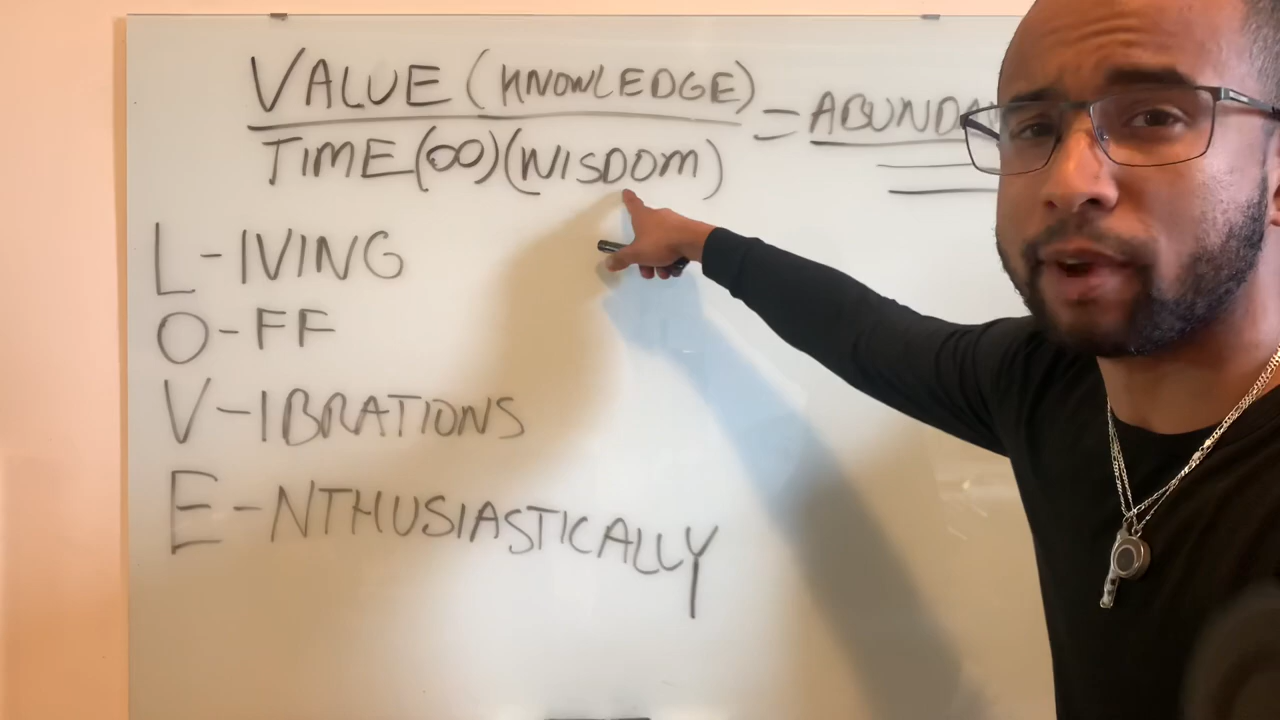 VALUE (KNOWLEDGE)
TIME (∞)(WISDOM)
=
L-IVING
O-FF
V-IBRATIONS
E-NTHUSIASTICALLY